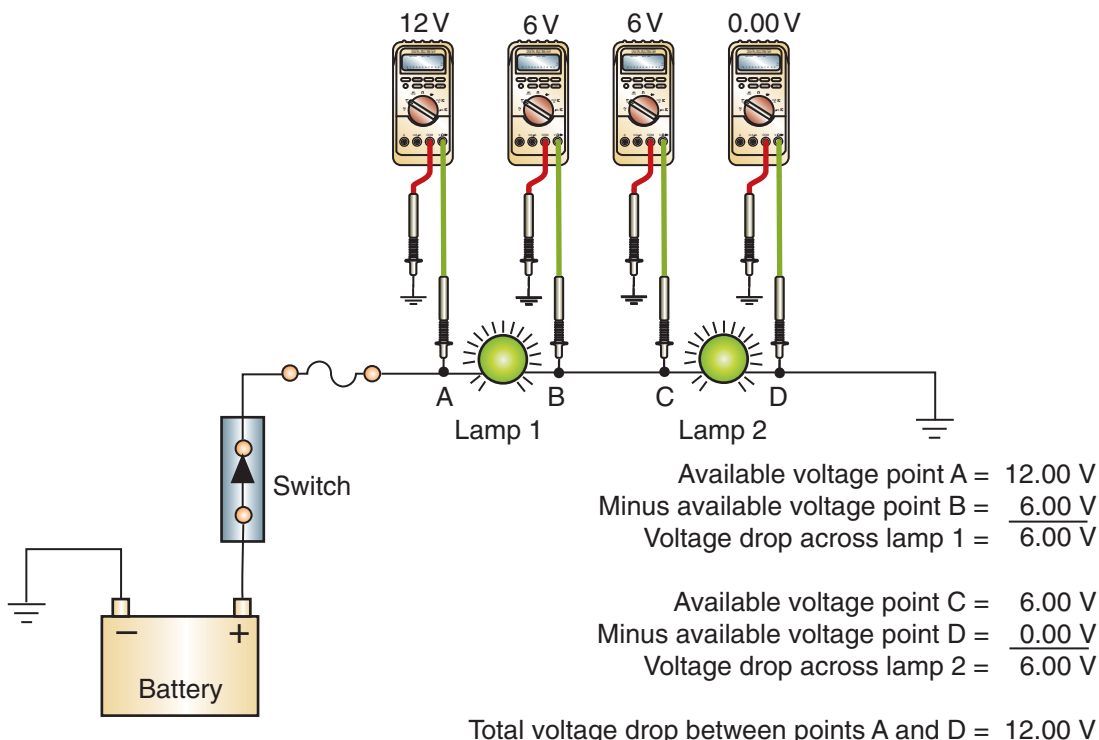 12 V 6 V 6 V 0.00 V
A B C D
Lamp 1 Lamp 2
Switch
Available voltage point A = 12.00 V
Minus available voltage point B = 6.00 V
Voltage drop across lamp 1 = 6.00 V
Available voltage point C = 6.00 V
Minus available voltage point D = 0.00 V
Voltage drop across lamp 2 = 6.00 V
− +
Battery
Total voltage drop between points A and D = 12.00 V